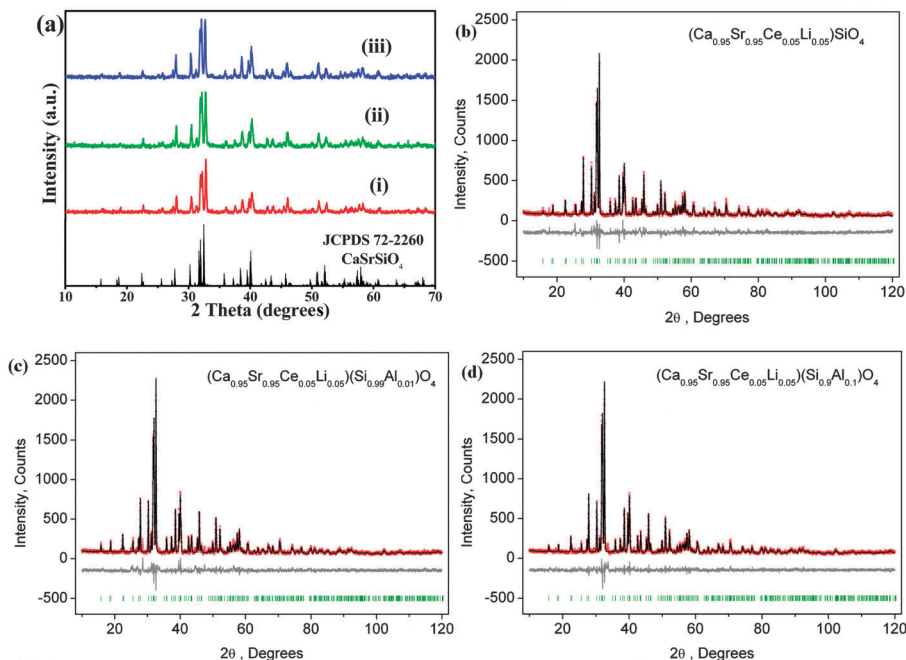 (a)
(iii)
(ii)
(i)
JCPDS 72-2260
CaSrSiO₄
Intensity (a.u.)
10 20 30 40 50 60 70
2 Theta (degrees)
(b)
(Ca₀.₉₅Sr₀.₉₅Ce₀.₀₅Li₀.₀₅)SiO₄
Intensity, Counts
2500
2000
1500
1000
500
0
-500
20 40 60 80 100 120
2θ , Degrees
(c)
(Ca₀.₉₅Sr₀.₉₅Ce₀.₀₅Li₀.₀₅)(Si₀.₉₉Al₀.₀₁)O₄
Intensity, Counts
2500
2000
1500
1000
500
0
-500
20 40 60 80 100 120
2θ , Degrees
(d)
(Ca₀.₉₅Sr₀.₉₅Ce₀.₀₅Li₀.₀₅)(Si₀.₉Al₀.₁)O₄
Intensity, Counts
2500
2000
1500
1000
500
0
-500
20 40 60 80 100 120
2θ , Degrees